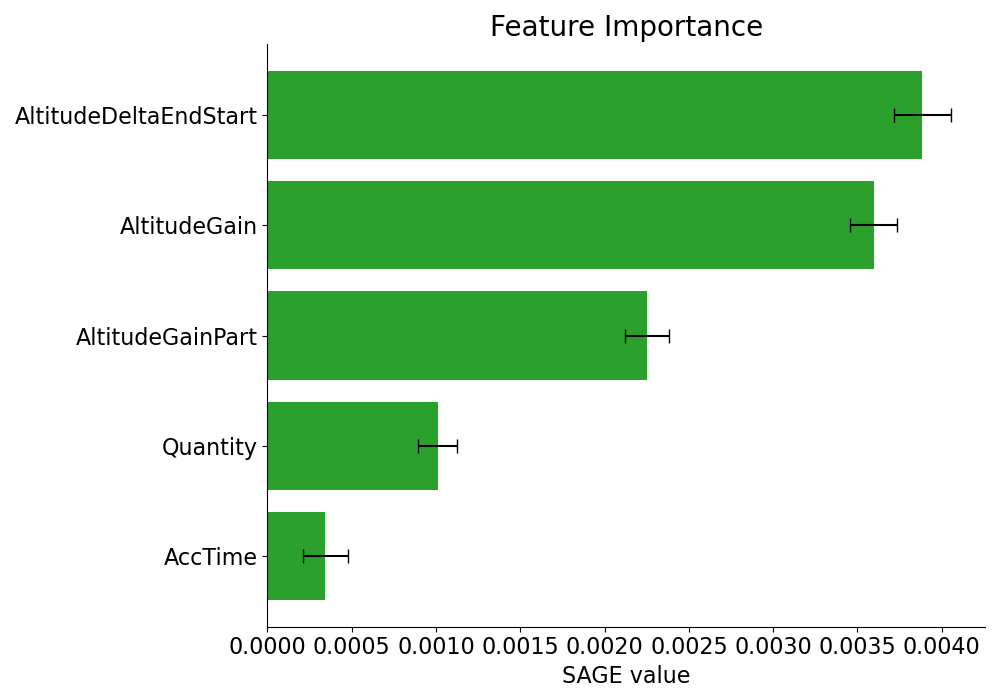 Feature Importance
AltitudeDeltaEndStart
AltitudeGain
AltitudeGainPart
Quantity
AccTime
0.0000 0.0005 0.0010 0.0015 0.0020 0.0025 0.0030 0.0035 0.0040
SAGE value